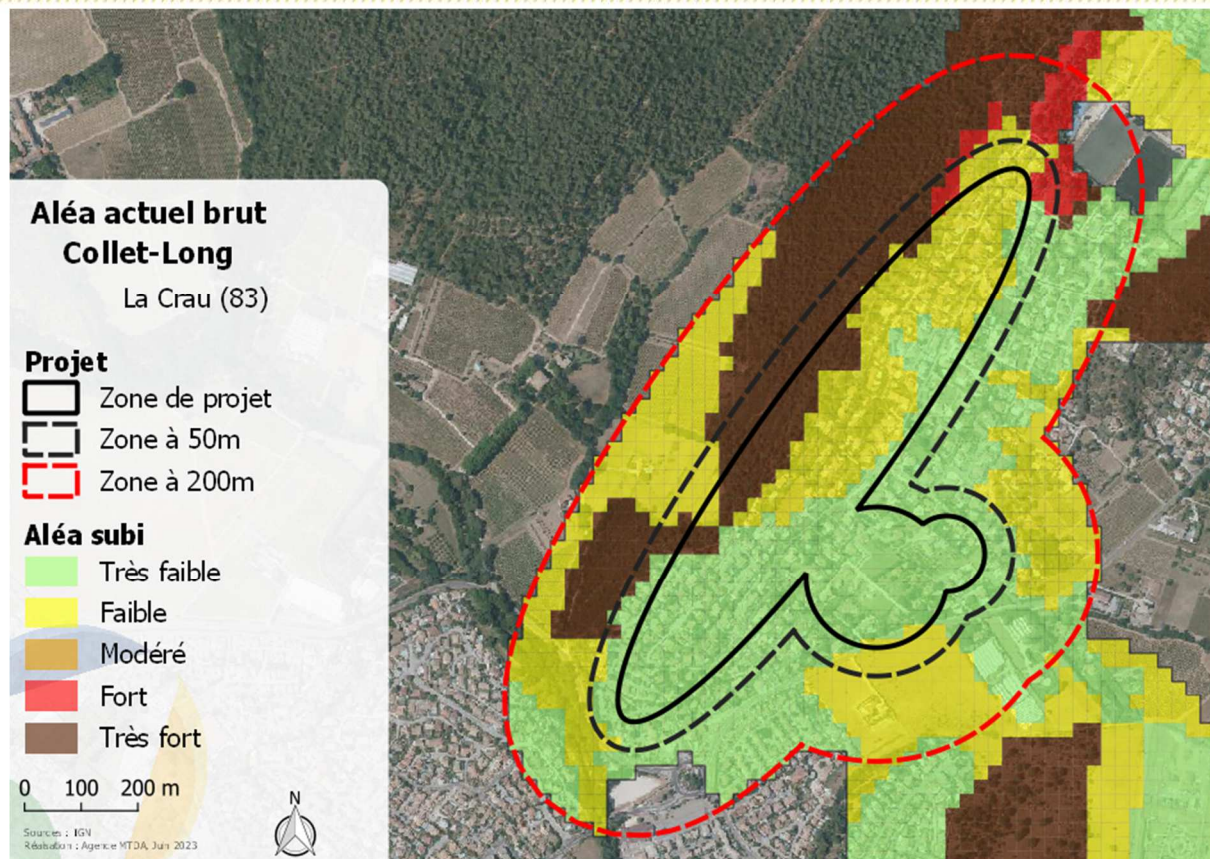 Aléa actuel brut
Collet-Long
La Crau (83)
Projet
Zone de projet
Zone à 50m
Zone à 200m
Aléa subi
Très faible
Faible
Modéré
Fort
Très fort
0 100 200 m
N
Sources : IGN
Réalisation : Agence MTDA, Juin 2023